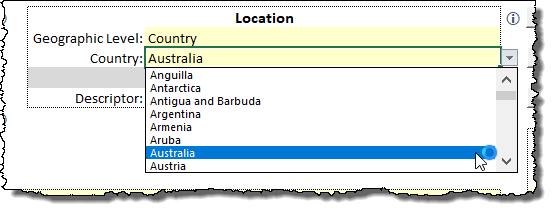 Location
Geographic Level: Country
Country: Australia
Anguilla
Antarctica
Antigua and Barbuda
Argentina
Armenia
Aruba
Australia
Austria
Descriptor: